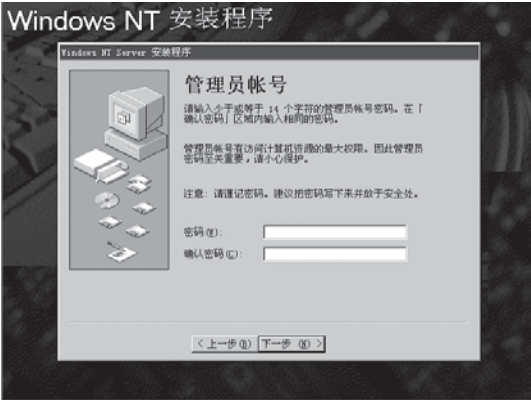 Windows NT 安装程序
Windows NT Server 安装程序
管理员帐号
请输入少于或等于 14 个字符的管理员帐号密码。在「
确认密码」区域内输入相同的密码。
管理员帐号有访问计算机资源的最大权限。因此管理员
密码至关重要，请小心保护。
注意: 请谨记密码。建议把密码写下来并放于安全处。
密码(P):
确认密码(C):
< 上一步(B)  下一步 (N) >